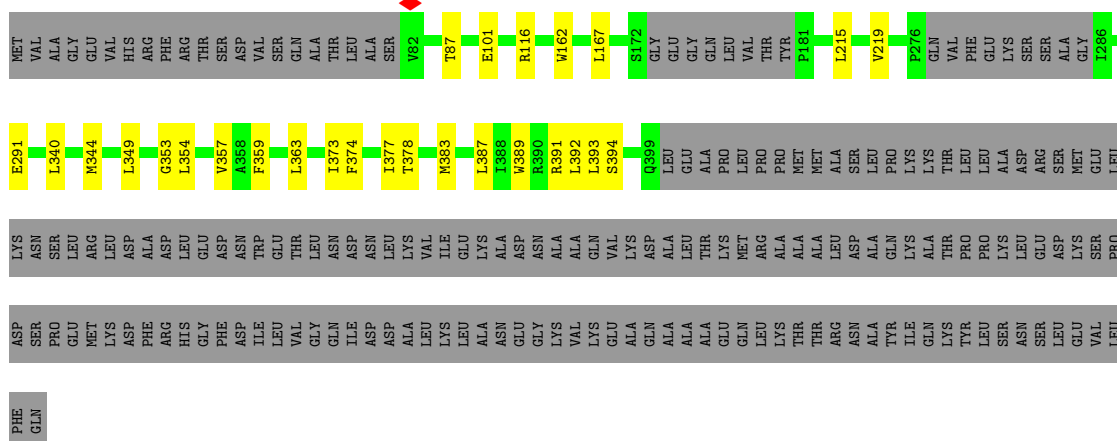 MET VAL ALA GLY GLU VAL HIS ARG PHE ARG THR SER ASP VAL SER GLN ALA THR LEU ALA SER V82 T87 E101 R116 W162 L167 S172 GLY GLU GLY GLN LEU VAL THR TYR P181 L215 V219 P276 GLN VAL PHE GLU LYS SER SER ALA GLY I286
E291 L340 M344 L349 G353 L354 V357 A358 F359 L363 I373 F374 I377 T378 M383 L387 I388 W389 R390 R391 L392 L393 S394 Q399 LEU GLU ALA PRO LEU PRO PRO MET MET ALA SER LEU PRO LYS LYS THR LEU LEU ALA ASP ARG SER MET GLU LEU
LYS ASN SER LEU ARG LEU ASP ALA ASP LEU GLU ASP ASN TRP GLU THR LEU ASN ASP ASN LEU LYS VAL ILE GLU LYS ALA ASP ASN ALA ALA GLN VAL LYS ASP ALA LEU THR LYS MET ARG ALA ALA ALA LEU ASP ALA GLN LYS ALA THR PRO PRO LYS LEU GLU ASP LYS SER PRO
ASP SER PRO GLU MET LYS ASP PHE ARG HIS GLY PHE ASP ILE LEU VAL GLY GLN ILE ASP ASP ALA LEU LYS LEU ALA ASN GLU GLY LYS VAL LYS GLU ALA GLN ALA ALA ALA GLU GLN LEU LYS THR THR ARG ASN ALA TYR ILE GLN LYS TYR LEU SER ASN SER LEU GLU VAL LEU
PHE GLN